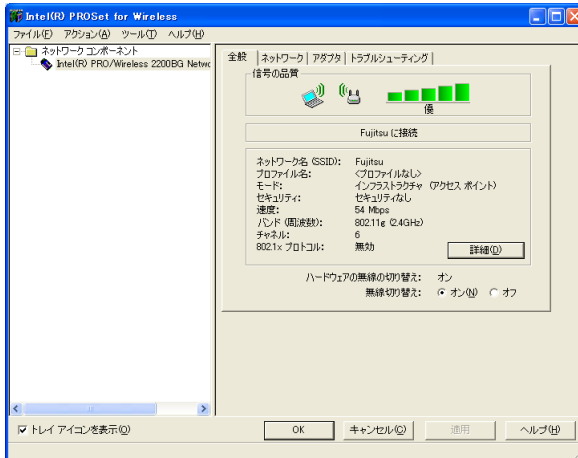 Intel(R) PROSet for Wireless
ファイル(F) アクション(A) ツール(T) ヘルプ(H)
ネットワーク コンポーネント
Intel(R) PRO/Wireless 2200BG Netwc
全般 ネットワーク アダプタ トラブルシューティング
信号の品質
優
Fujitsu に接続
ネットワーク名 (SSID): Fujitsu
プロファイル名: <プロファイルなし>
モード: インフラストラクチャ (アクセス ポイント)
セキュリティ: セキュリティなし
速度: 54 Mbps
バンド (周波数): 802.11g (2.4GHz)
チャネル: 6
802.1x プロトコル: 無効
詳細(D)
ハードウェアの無線の切り替え: オン
無線切り替え: オン(N) オフ
トレイ アイコンを表示(O)
OK キャンセル(C) 適用 ヘルプ(H)